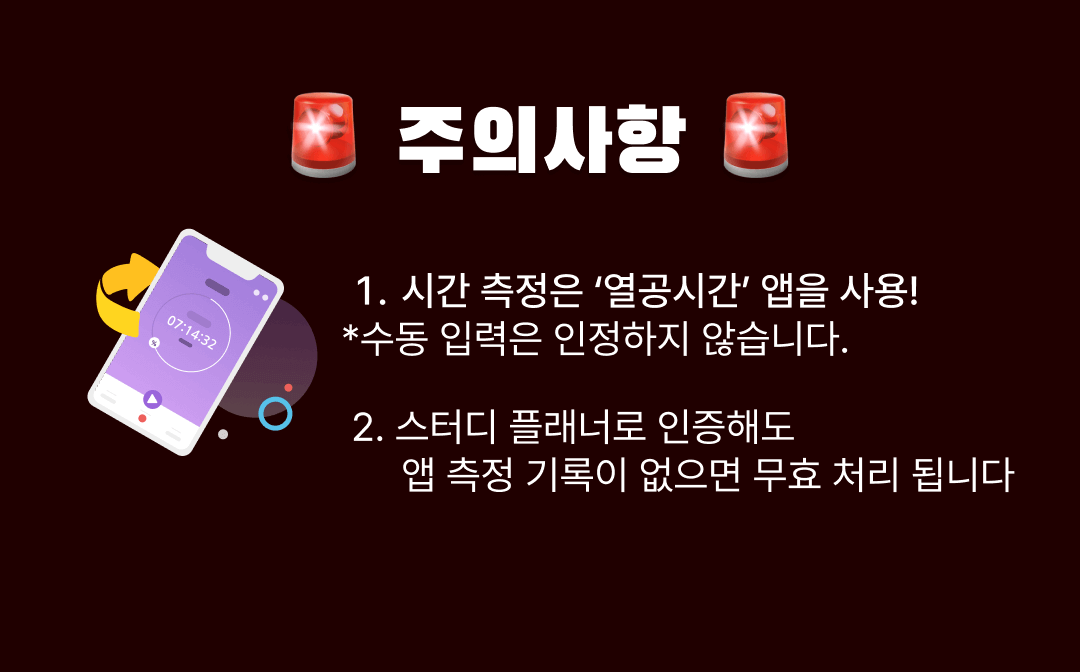 주의사항
1. 시간 측정은 ‘열공시간’ 앱을 사용!
*수동 입력은 인정하지 않습니다.
07:14:32
2. 스터디 플래너로 인증해도
앱 측정 기록이 없으면 무효 처리 됩니다